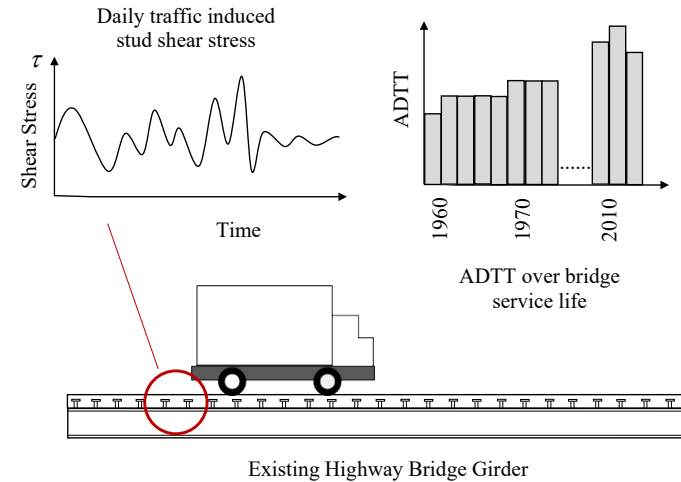 Daily traffic induced
stud shear stress
τ
Shear Stress
Time
ADTT
1960
1970
......
2010
ADTT over bridge
service life
Existing Highway Bridge Girder